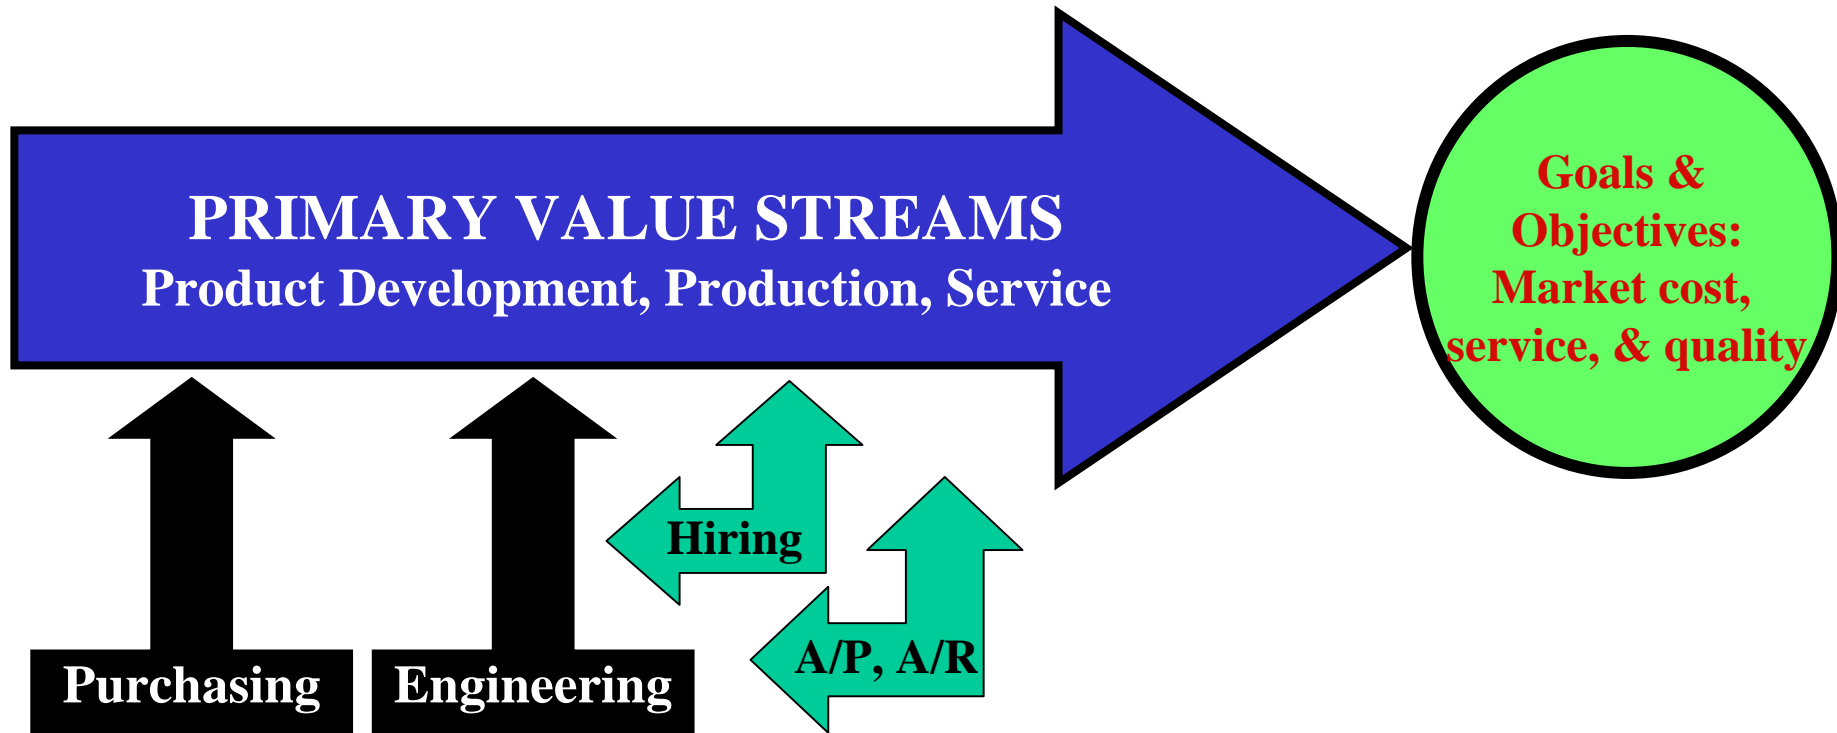 PRIMARY VALUE STREAMS
Product Development, Production, Service
Goals &
Objectives:
Market cost,
service, & quality
Hiring
A/P, A/R
Purchasing
Engineering